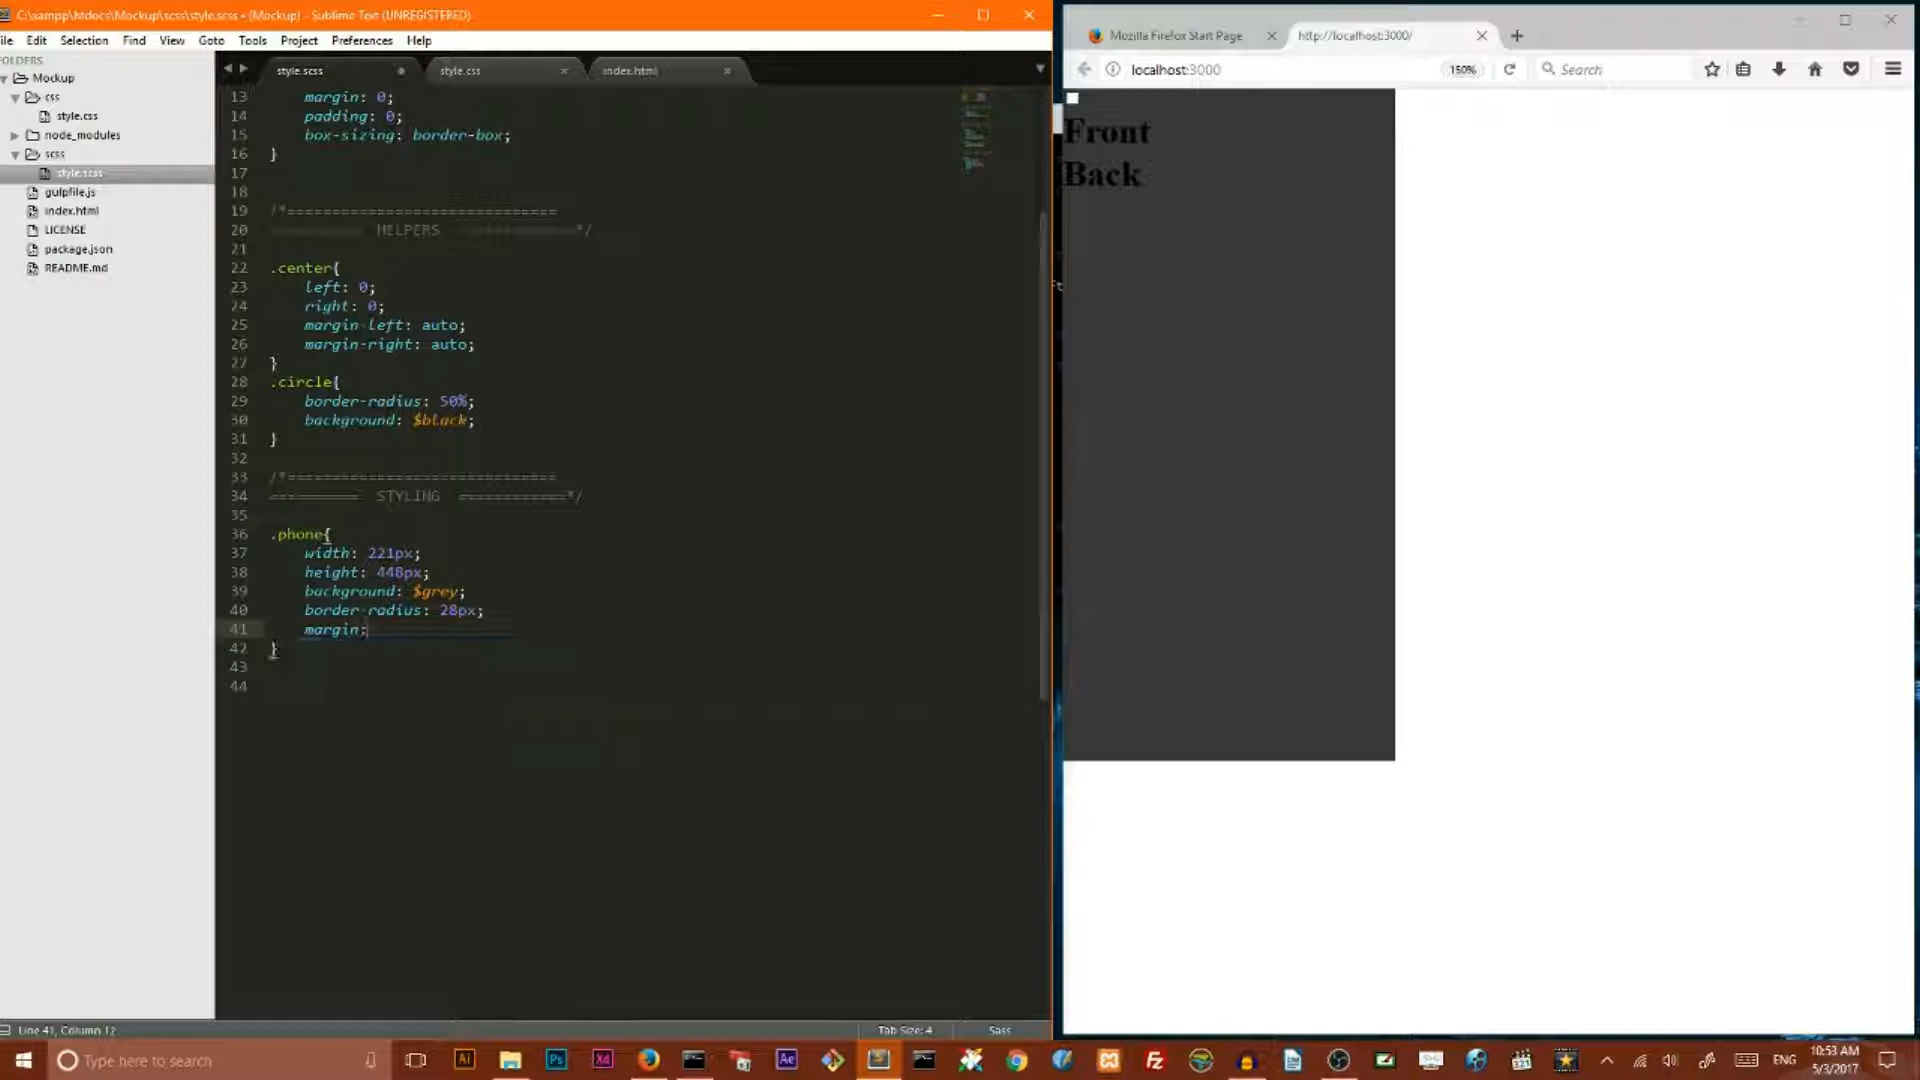 C:\xampp\htdocs\Mockup\scss\style.scss • (Mockup) - Sublime Text (UNREGISTERED)
ile Edit Selection Find View Goto Tools Project Preferences Help
OLDERS
Mockup
css
style.css
node_modules
scss
style.scss
gulpfile.js
index.html
LICENSE
package.json
README.md
style.scss
style.css
index.html
13 margin: 0;
14 padding: 0;
15 box-sizing: border-box;
16 }
17
18
19 /*==============================
20 ========== HELPERS ============*/
21
22 .center{
23 left: 0;
24 right: 0;
25 margin-left: auto;
26 margin-right: auto;
27 }
28 .circle{
29 border-radius: 50%;
30 background: $black;
31 }
32
33 /*==============================
34 ========== STYLING ============*/
35
36 .phone{
37 width: 221px;
38 height: 448px;
39 background: $grey;
40 border-radius: 28px;
41 margin:
42 }
43
44
Line 41, Column 12
Tab Size: 4
Sass
Mozilla Firefox Start Page
http://localhost:3000/
localhost:3000
150%
Search
Front
Back
Type here to search
Ai
Ps
Xd
Ae
Fz
ENG
10:53 AM
5/3/2017